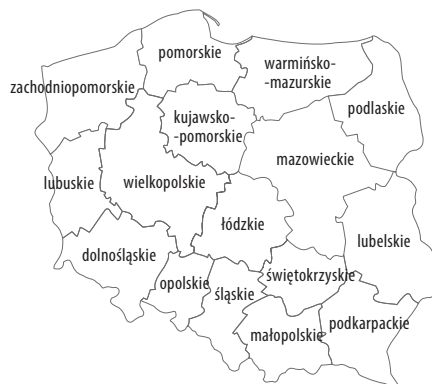 pomorskie
warmińsko-
-mazurskie
zachodniopomorskie
podlaskie
kujawsko-
-pomorskie
mazowieckie
lubuskie
wielkopolskie
łódzkie
lubelskie
dolnośląskie
opolskie
śląskie
świętokrzyskie
małopolskie
podkarpackie